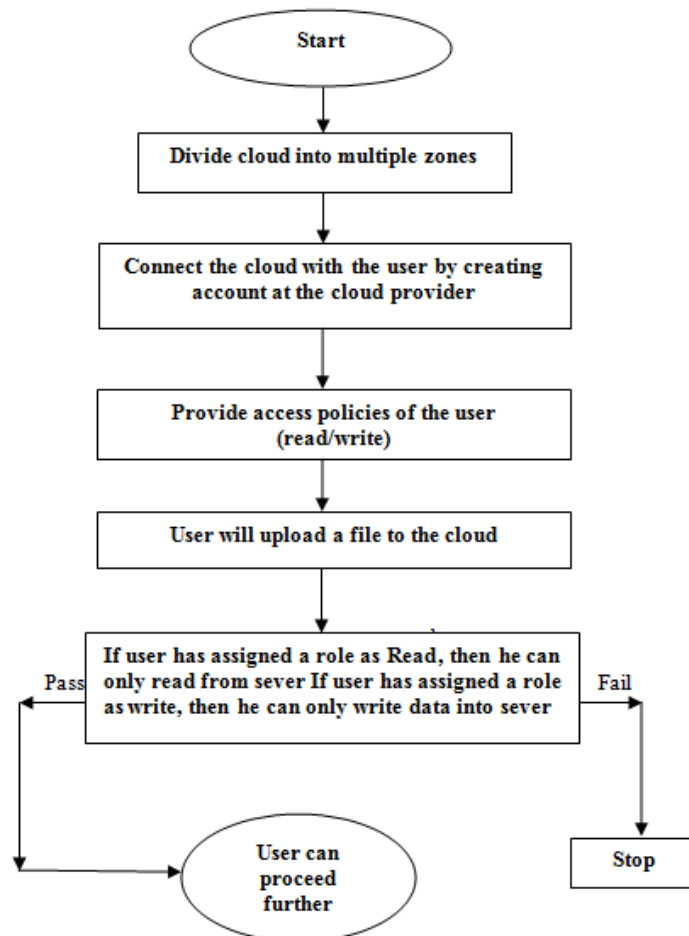 Start
Divide cloud into multiple zones
Connect the cloud with the user by creating
account at the cloud provider
Provide access policies of the user
(read/write)
User will upload a file to the cloud
If user has assigned a role as Read, then he can
only read from sever If user has assigned a role
as write, then he can only write data into sever
Pass
Fail
User can
proceed
further
Stop